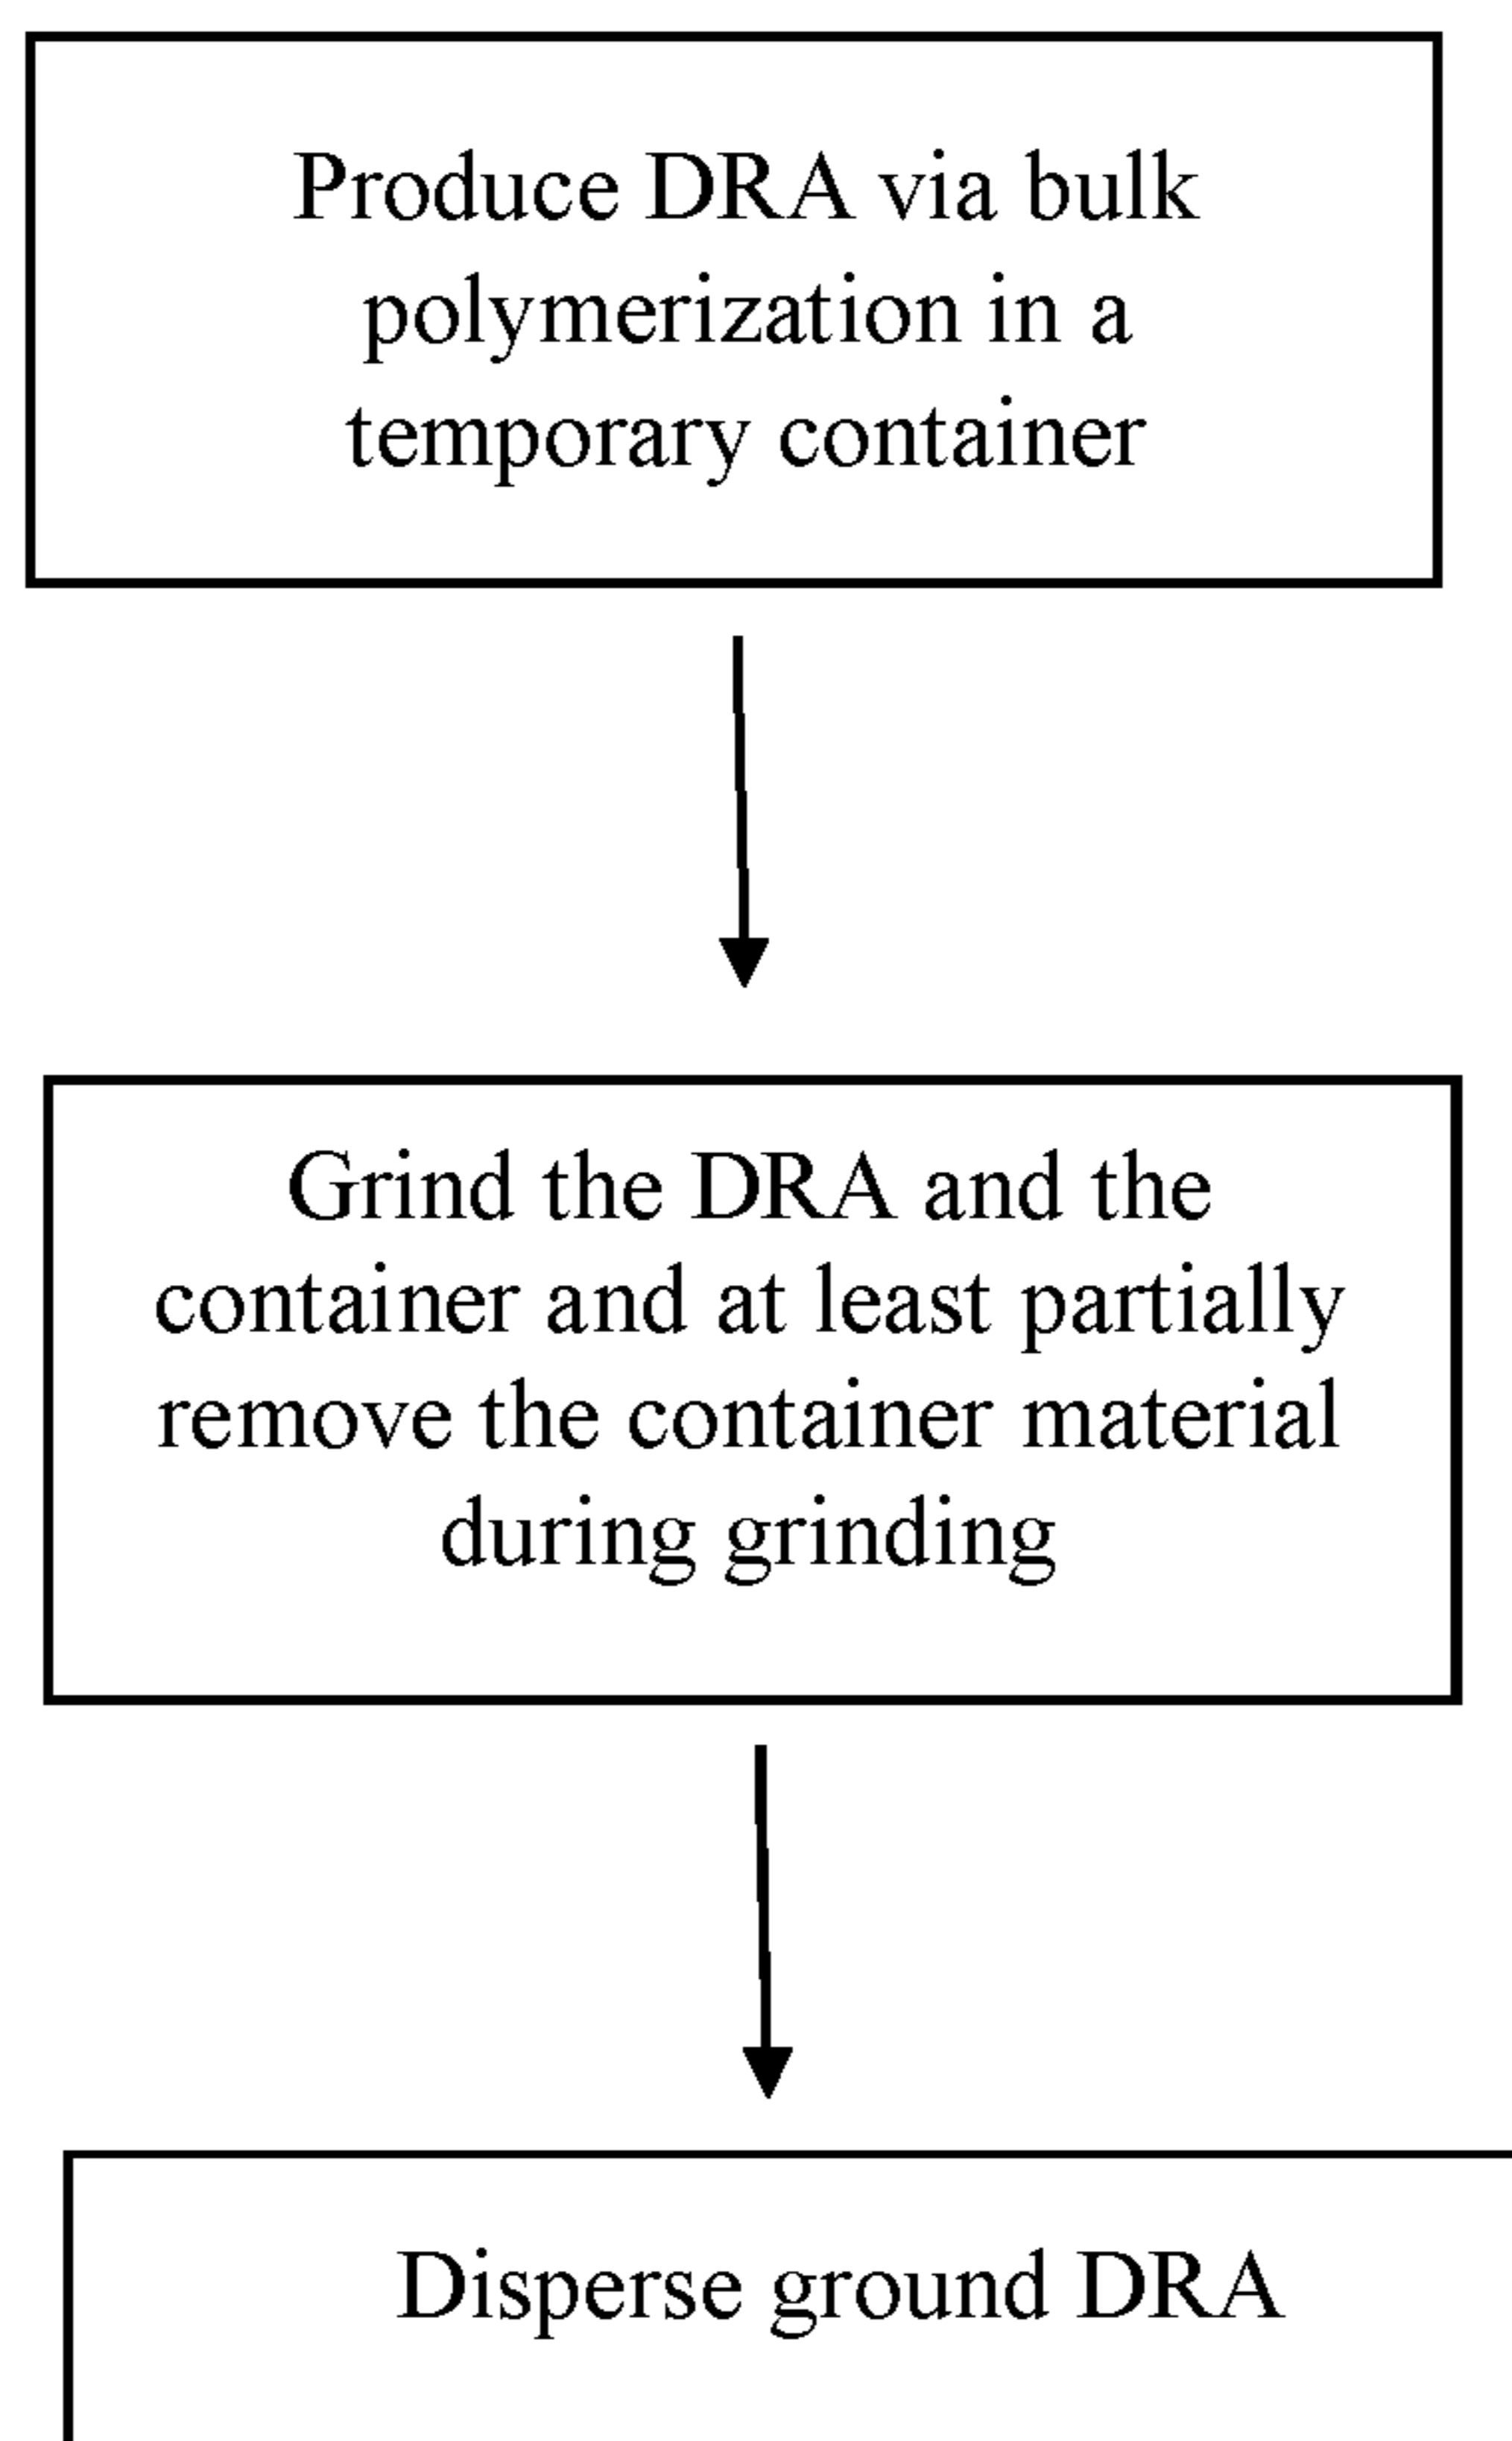 Produce DRA via bulk
polymerization in a
temporary container
Grind the DRA and the
container and at least partially
remove the container material
during grinding
Disperse ground DRA